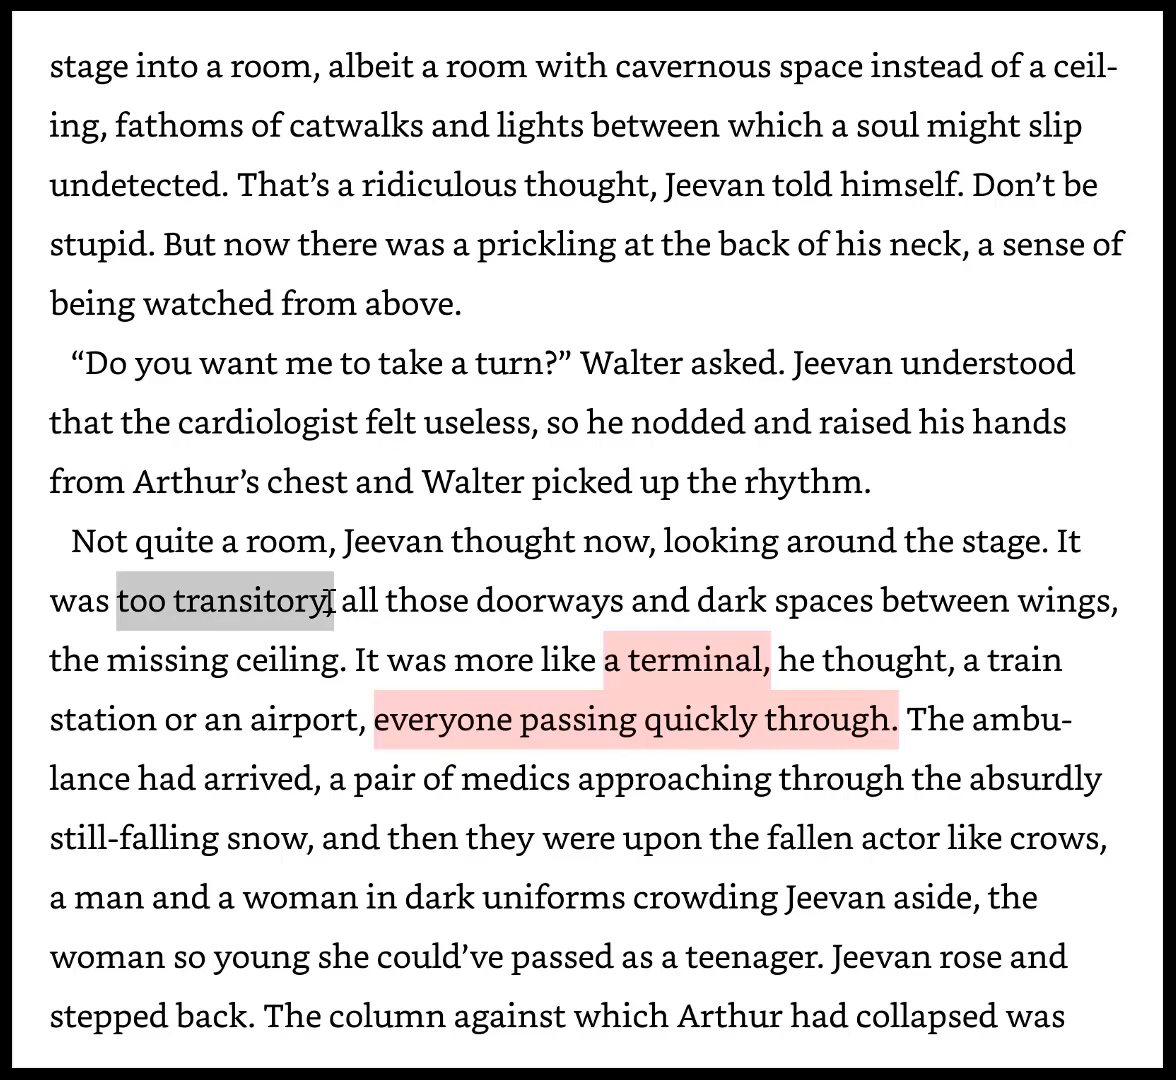 stage into a room, albeit a room with cavernous space instead of a ceil-
ing, fathoms of catwalks and lights between which a soul might slip
undetected. That’s a ridiculous thought, Jeevan told himself. Don’t be
stupid. But now there was a prickling at the back of his neck, a sense of
being watched from above.
“Do you want me to take a turn?” Walter asked. Jeevan understood
that the cardiologist felt useless, so he nodded and raised his hands
from Arthur’s chest and Walter picked up the rhythm.
Not quite a room, Jeevan thought now, looking around the stage. It
was too transitory, all those doorways and dark spaces between wings,
the missing ceiling. It was more like a terminal, he thought, a train
station or an airport, everyone passing quickly through. The ambu-
lance had arrived, a pair of medics approaching through the absurdly
still-falling snow, and then they were upon the fallen actor like crows,
a man and a woman in dark uniforms crowding Jeevan aside, the
woman so young she could’ve passed as a teenager. Jeevan rose and
stepped back. The column against which Arthur had collapsed was